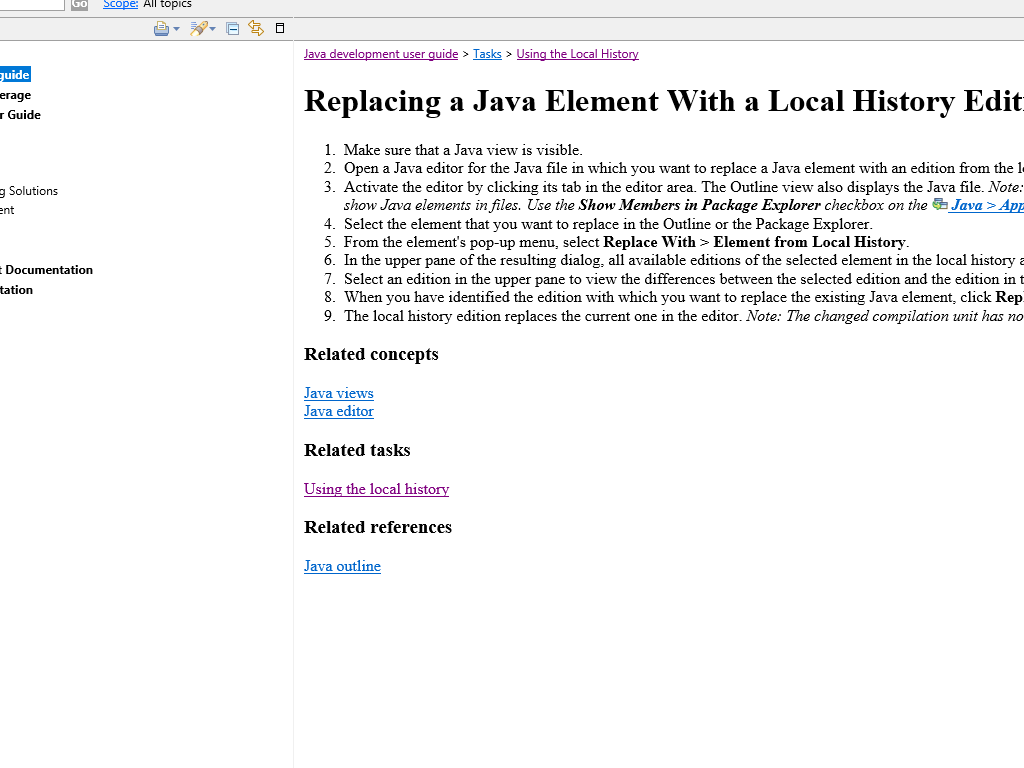 Go Scope: All topics
guide
erage
r Guide
g Solutions
ent
t Documentation
tation
Java development user guide > Tasks > Using the Local History
Replacing a Java Element With a Local History Editi
1. Make sure that a Java view is visible.
2. Open a Java editor for the Java file in which you want to replace a Java element with an edition from the lo
3. Activate the editor by clicking its tab in the editor area. The Outline view also displays the Java file. Note:
show Java elements in files. Use the Show Members in Package Explorer checkbox on the Java > App
4. Select the element that you want to replace in the Outline or the Package Explorer.
5. From the element's pop-up menu, select Replace With > Element from Local History.
6. In the upper pane of the resulting dialog, all available editions of the selected element in the local history a
7. Select an edition in the upper pane to view the differences between the selected edition and the edition in t
8. When you have identified the edition with which you want to replace the existing Java element, click Repl
9. The local history edition replaces the current one in the editor. Note: The changed compilation unit has no
Related concepts
Java views
Java editor
Related tasks
Using the local history
Related references
Java outline